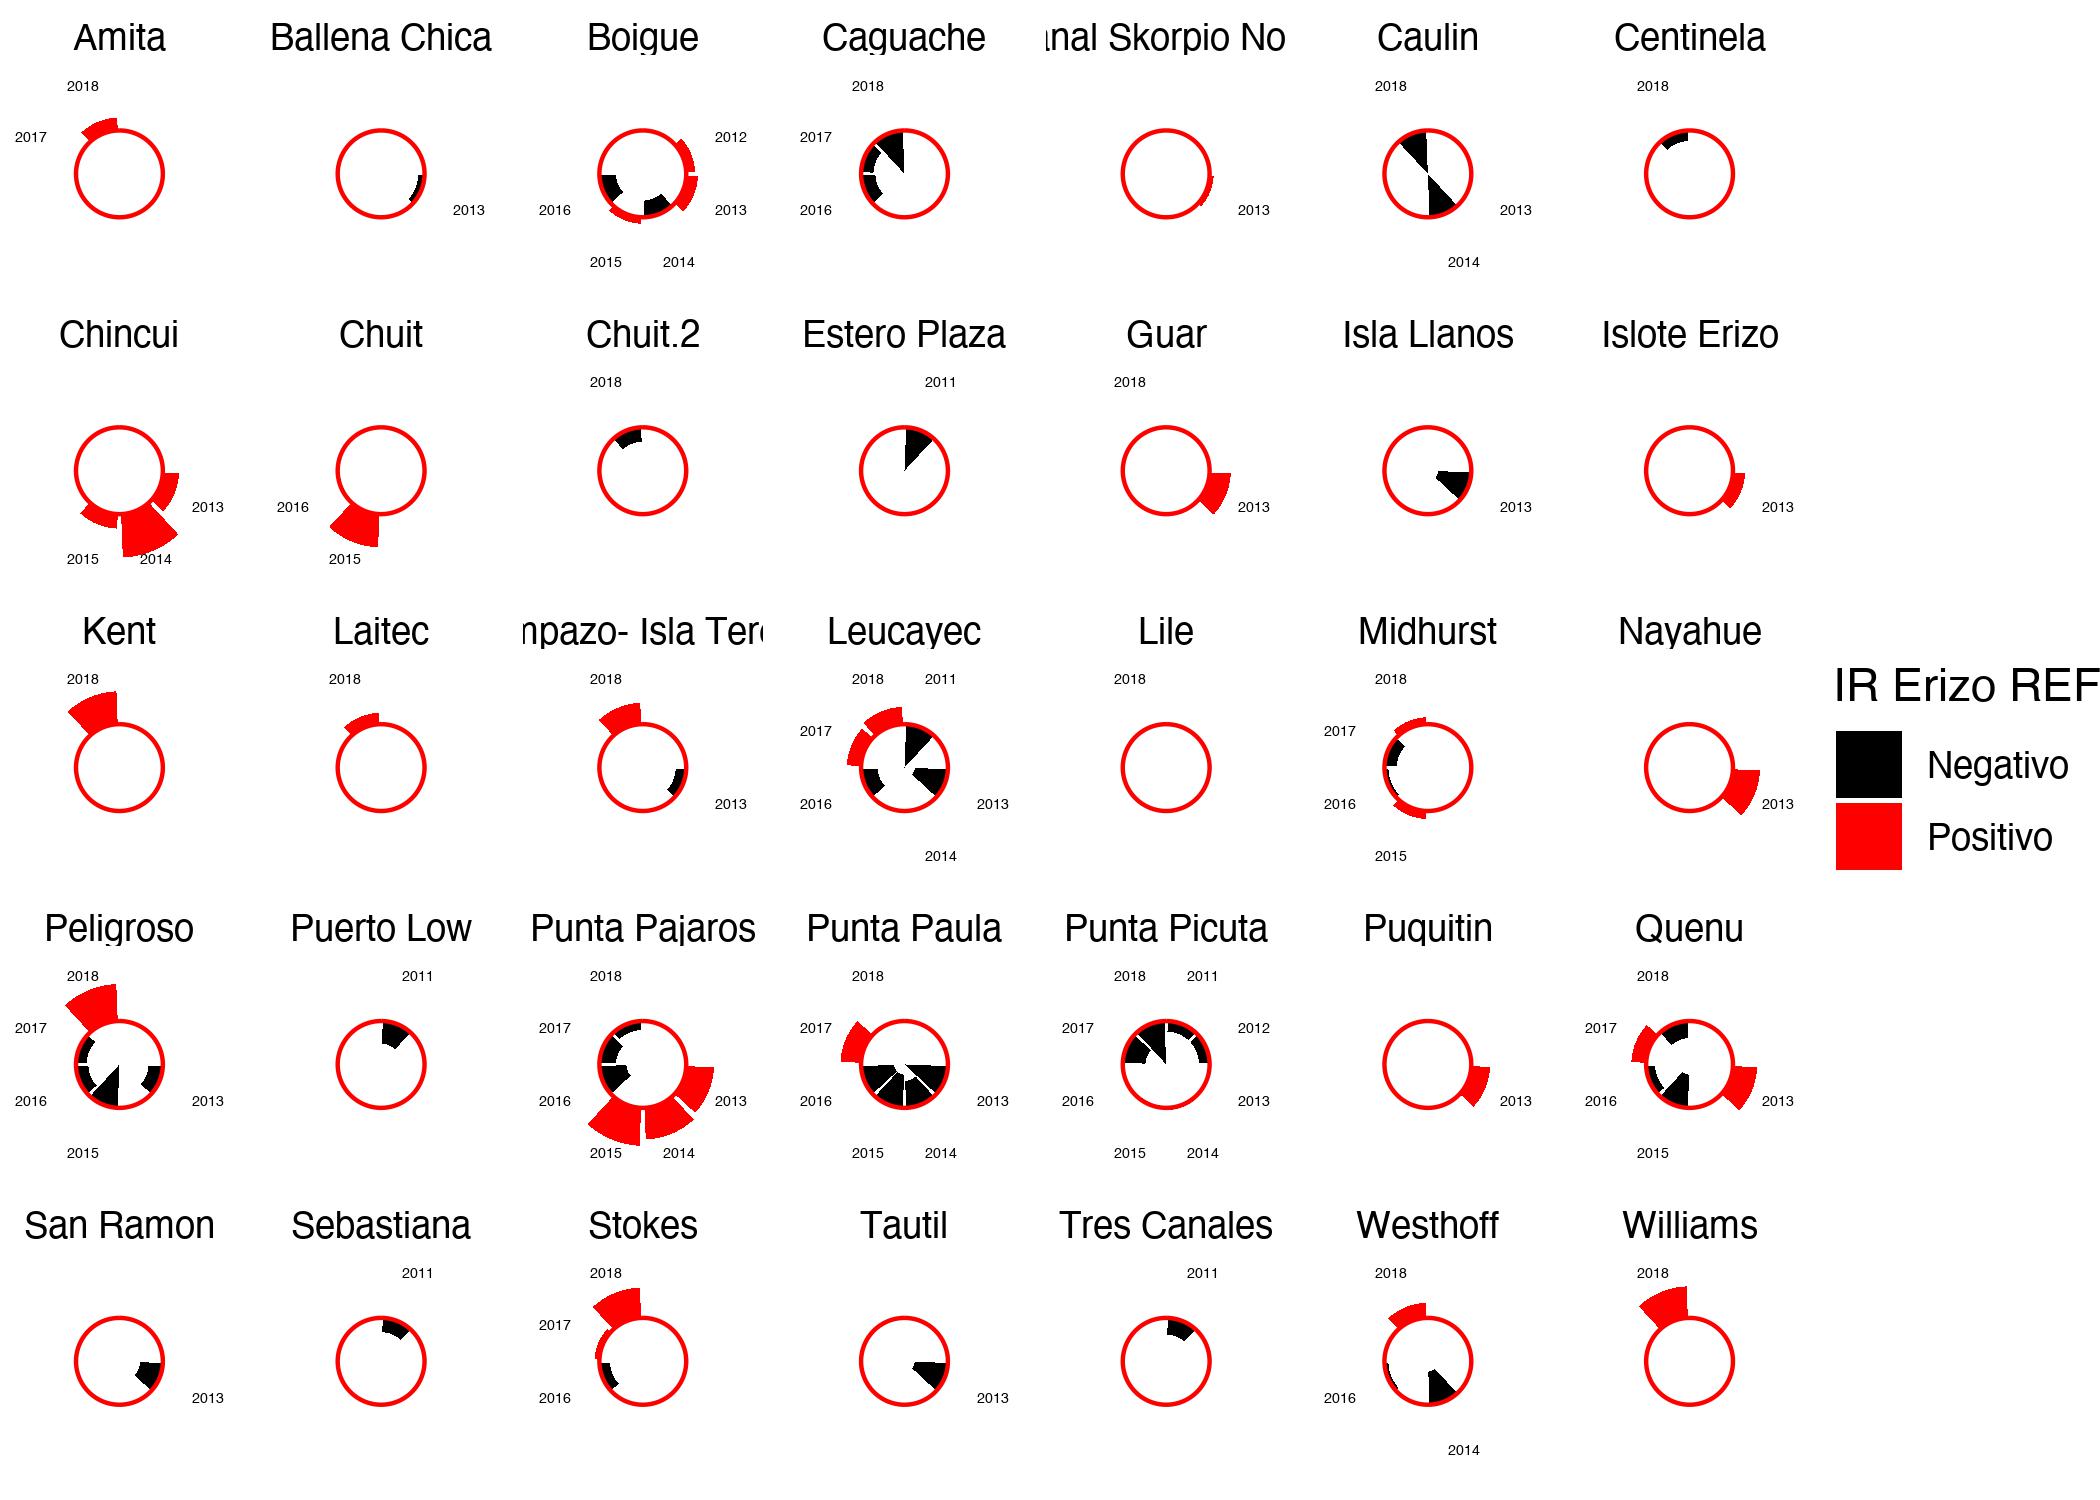 Amita Ballena Chica Boigue Caguache nal Skorpio No Caulin Centinela
2018 2018 2018 2018
2017 2012 2017
2013 2016 2013 2016 2013 2013
2015 2014 2014
Chincui Chuit Chuit.2 Estero Plaza Guar Isla Llanos Islote Erizo
2018 2011 2018
2013 2016 2013 2013 2013
2015 2014 2015
Kent Laitec mpazo- Isla Ter Leucayec Lile Midhurst Nayahue
2018 2018 2018 2018 2011 2018 2018
2017 2017
2013 2016 2013 2016 2013
2014 2015
IR Erizo REF
Negativo
Positivo
Peligroso Puerto Low Punta Pajaros Punta Paula Punta Picuta Puquitin Quenu
2018 2011 2018 2018 2018 2011 2018
2017 2017 2017 2017 2012 2017
2016 2013 2016 2013 2016 2013 2016 2013 2013 2016 2013
2015 2015 2014 2015 2014 2015 2014 2015
San Ramon Sebastiana Stokes Tautil Tres Canales Westhoff Williams
2011 2018 2011 2018 2018
2017
2013 2016 2013 2016
2014